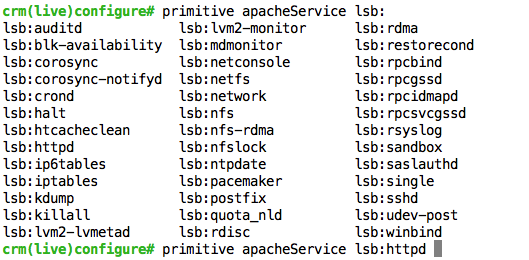 crm(live)configure# primitive apacheService lsb:
lsb:auditd lsb:lvm2-monitor lsb:rdma
lsb:blk-availability lsb:mdmonitor lsb:restorecond
lsb:corosync lsb:netconsole lsb:rpcbind
lsb:corosync-notifyd lsb:netfs lsb:rpcgssd
lsb:crond lsb:network lsb:rpcidmapd
lsb:halt lsb:nfs lsb:rpcsvcgssd
lsb:htcacheclean lsb:nfs-rdma lsb:rsyslog
lsb:httpd lsb:nfslock lsb:sandbox
lsb:ip6tables lsb:ntpdate lsb:saslauthd
lsb:iptables lsb:pacemaker lsb:single
lsb:kdump lsb:postfix lsb:sshd
lsb:killall lsb:quota_nld lsb:udev-post
lsb:lvm2-lvmetad lsb:rdisc lsb:winbind
crm(live)configure# primitive apacheService lsb:httpd